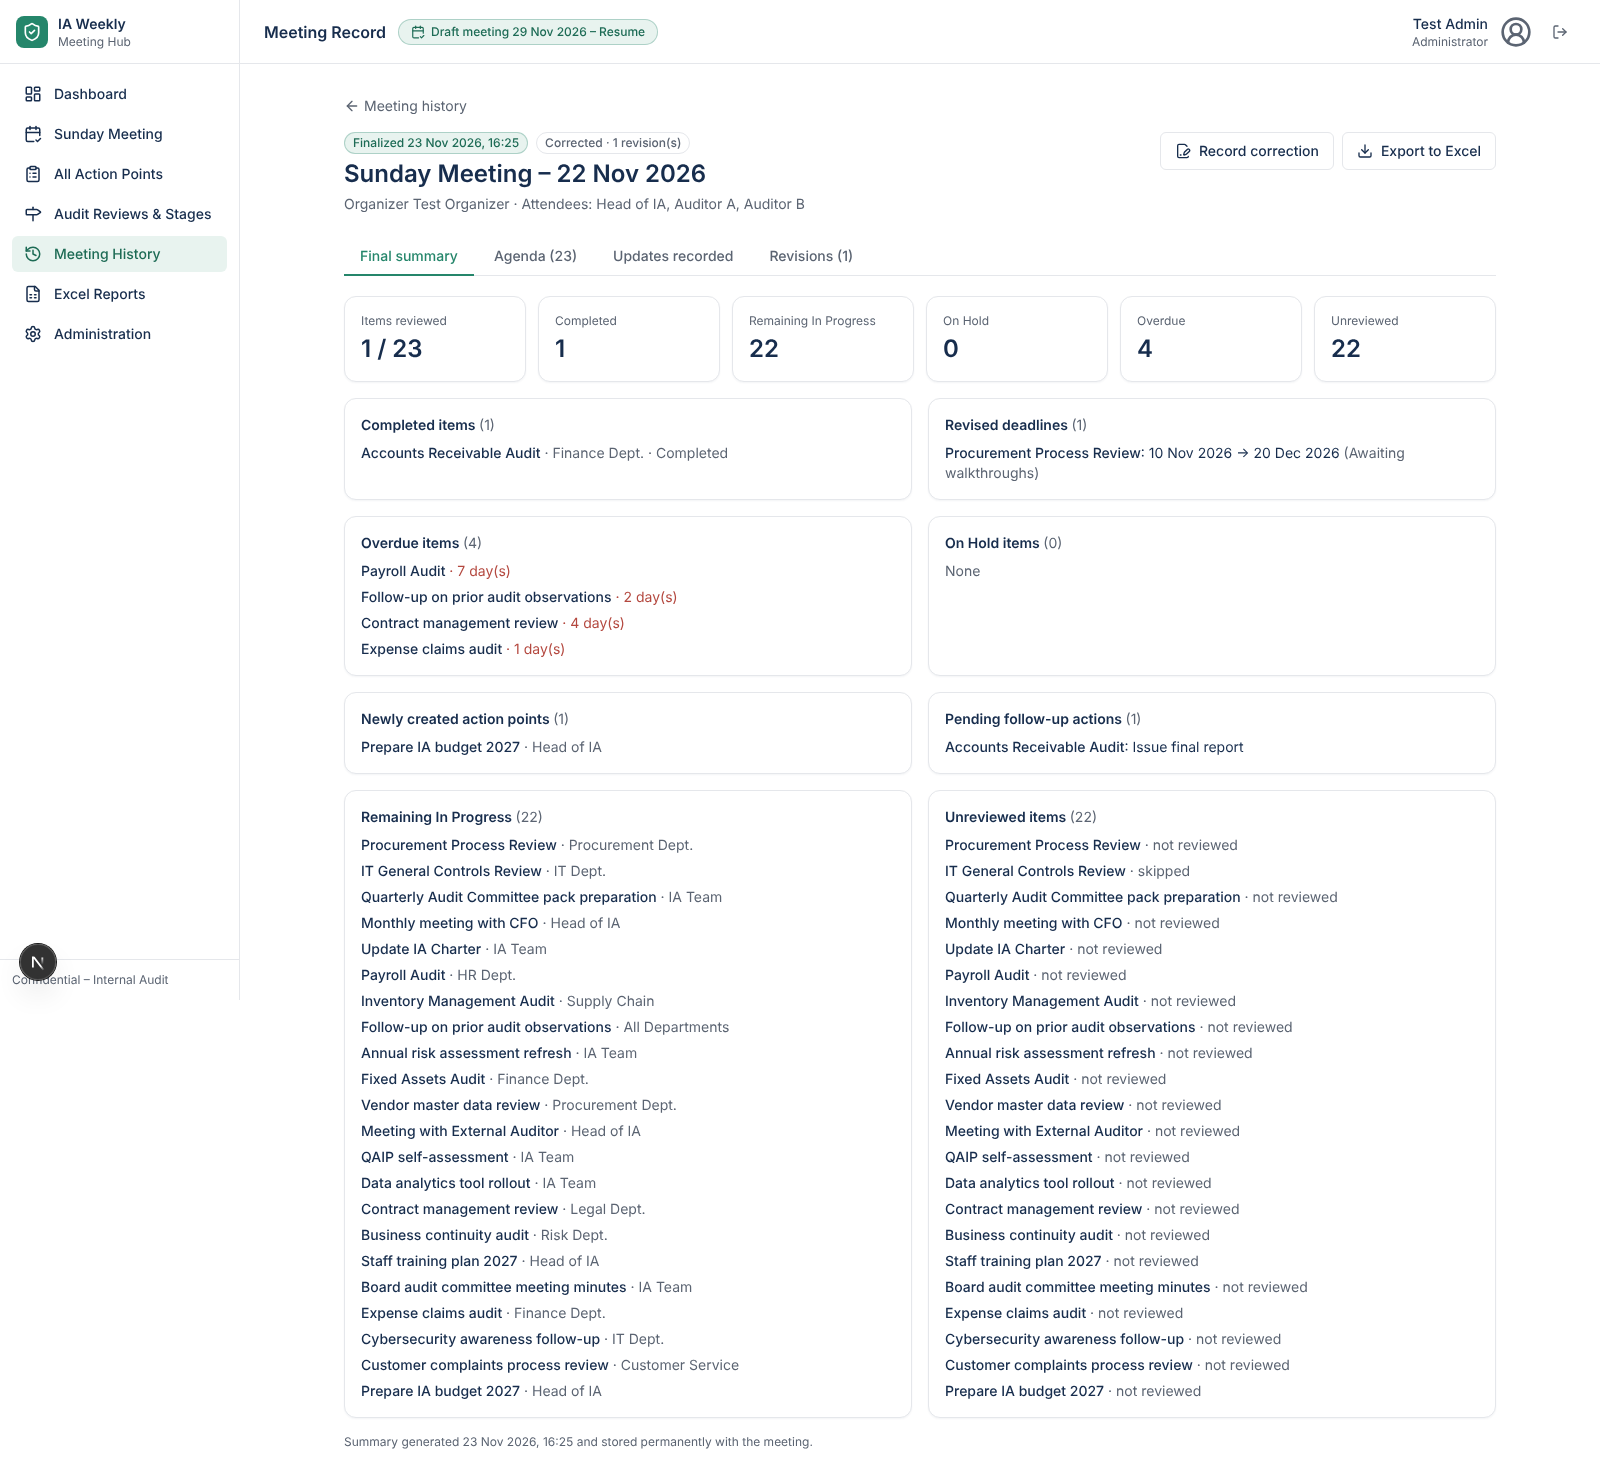 IA Weekly
Meeting Hub
Meeting Record
Draft meeting 29 Nov 2026 – Resume
Test Admin
Administrator
Dashboard
Sunday Meeting
All Action Points
Audit Reviews & Stages
Meeting History
Excel Reports
Administration
Confidential – Internal Audit
N
Meeting history
Finalized 23 Nov 2026, 16:25
Corrected · 1 revision(s)
Sunday Meeting – 22 Nov 2026
Organizer Test Organizer · Attendees: Head of IA, Auditor A, Auditor B
Record correction
Export to Excel
Final summary
Agenda (23)
Updates recorded
Revisions (1)
Items reviewed
1 / 23
Completed
1
Remaining In Progress
22
On Hold
0
Overdue
4
Unreviewed
22
Completed items (1)
Accounts Receivable Audit · Finance Dept. · Completed
Revised deadlines (1)
Procurement Process Review: 10 Nov 2026 → 20 Dec 2026 (Awaiting
walkthroughs)
Overdue items (4)
Payroll Audit · 7 day(s)
Follow-up on prior audit observations · 2 day(s)
Contract management review · 4 day(s)
Expense claims audit · 1 day(s)
On Hold items (0)
None
Newly created action points (1)
Prepare IA budget 2027 · Head of IA
Pending follow-up actions (1)
Accounts Receivable Audit: Issue final report
Remaining In Progress (22)
Procurement Process Review · Procurement Dept.
IT General Controls Review · IT Dept.
Quarterly Audit Committee pack preparation · IA Team
Monthly meeting with CFO · Head of IA
Update IA Charter · IA Team
Payroll Audit · HR Dept.
Inventory Management Audit · Supply Chain
Follow-up on prior audit observations · All Departments
Annual risk assessment refresh · IA Team
Fixed Assets Audit · Finance Dept.
Vendor master data review · Procurement Dept.
Meeting with External Auditor · Head of IA
QAIP self-assessment · IA Team
Data analytics tool rollout · IA Team
Contract management review · Legal Dept.
Business continuity audit · Risk Dept.
Staff training plan 2027 · Head of IA
Board audit committee meeting minutes · IA Team
Expense claims audit · Finance Dept.
Cybersecurity awareness follow-up · IT Dept.
Customer complaints process review · Customer Service
Prepare IA budget 2027 · Head of IA
Unreviewed items (22)
Procurement Process Review · not reviewed
IT General Controls Review · skipped
Quarterly Audit Committee pack preparation · not reviewed
Monthly meeting with CFO · not reviewed
Update IA Charter · not reviewed
Payroll Audit · not reviewed
Inventory Management Audit · not reviewed
Follow-up on prior audit observations · not reviewed
Annual risk assessment refresh · not reviewed
Fixed Assets Audit · not reviewed
Vendor master data review · not reviewed
Meeting with External Auditor · not reviewed
QAIP self-assessment · not reviewed
Data analytics tool rollout · not reviewed
Contract management review · not reviewed
Business continuity audit · not reviewed
Staff training plan 2027 · not reviewed
Board audit committee meeting minutes · not reviewed
Expense claims audit · not reviewed
Cybersecurity awareness follow-up · not reviewed
Customer complaints process review · not reviewed
Prepare IA budget 2027 · not reviewed
Summary generated 23 Nov 2026, 16:25 and stored permanently with the meeting.